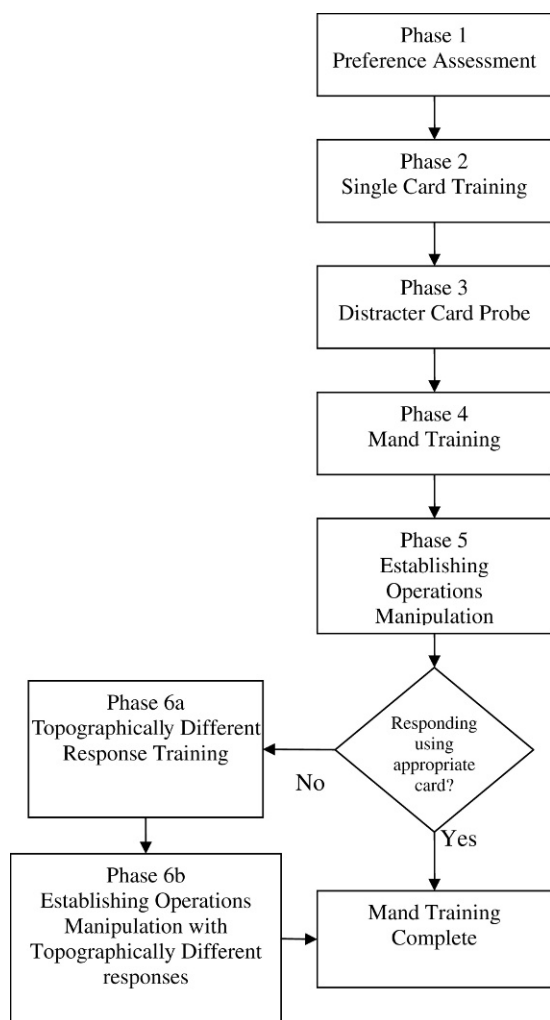 Phase 1
Preference Assessment
Phase 2
Single Card Training
Phase 3
Distracter Card Probe
Phase 4
Mand Training
Phase 5
Establishing
Operations
Manipulation
Responding
using
appropriate
card?
No
Yes
Phase 6a
Topographically Different
Response Training
Phase 6b
Establishing Operations
Manipulation with
Topographically Different
responses
Mand Training
Complete